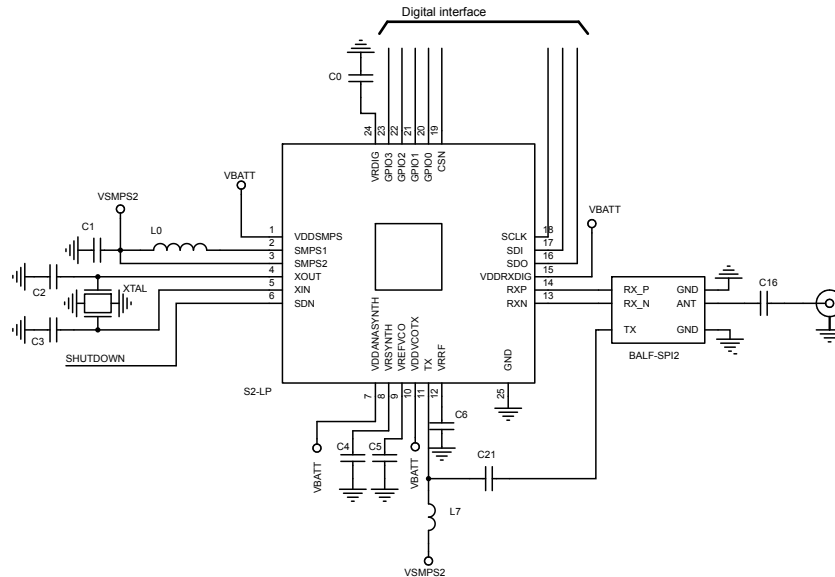 Digital interface
C0
24
23
22
21
20
19
VRDIG
GPIO3
GPIO2
GPIO1
GPIO0
CSN
VBATT
VSMPS2
C1
L0
1
2
3
4
5
6
VDDSMPS
SMPS1
SMPS2
XOUT
XIN
SDN
SCLK
SDI
SDO
VDDRXDIG
RXP
RXN
18
17
16
15
14
13
VBATT
C2
XTAL
C3
SHUTDOWN
RX_P
RX_N
TX
GND
ANT
GND
BALF-SPI2
C16
VDDANASYNTH
VRSYNTH
VREFVCO
VDDVCOTX
TX
VRRF
GND
S2-LP
7
8
9
10
11
12
25
VBATT
C4
C5
VBATT
C6
C21
L7
VSMPS2